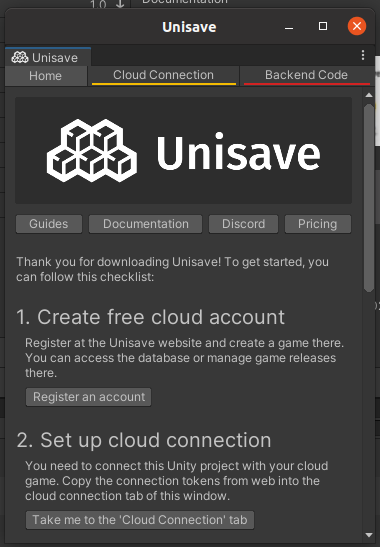 1.0
Documentation
Unisave
Unisave
Home
Cloud Connection
Backend Code
Unisave
Guides
Documentation
Discord
Pricing
Thank you for downloading Unisave! To get started, you
can follow this checklist:
1. Create free cloud account
Register at the Unisave website and create a game there.
You can access the database or manage game releases
there.
Register an account
2. Set up cloud connection
You need to connect this Unity project with your cloud
game. Copy the connection tokens from web into the
cloud connection tab of this window.
Take me to the 'Cloud Connection' tab